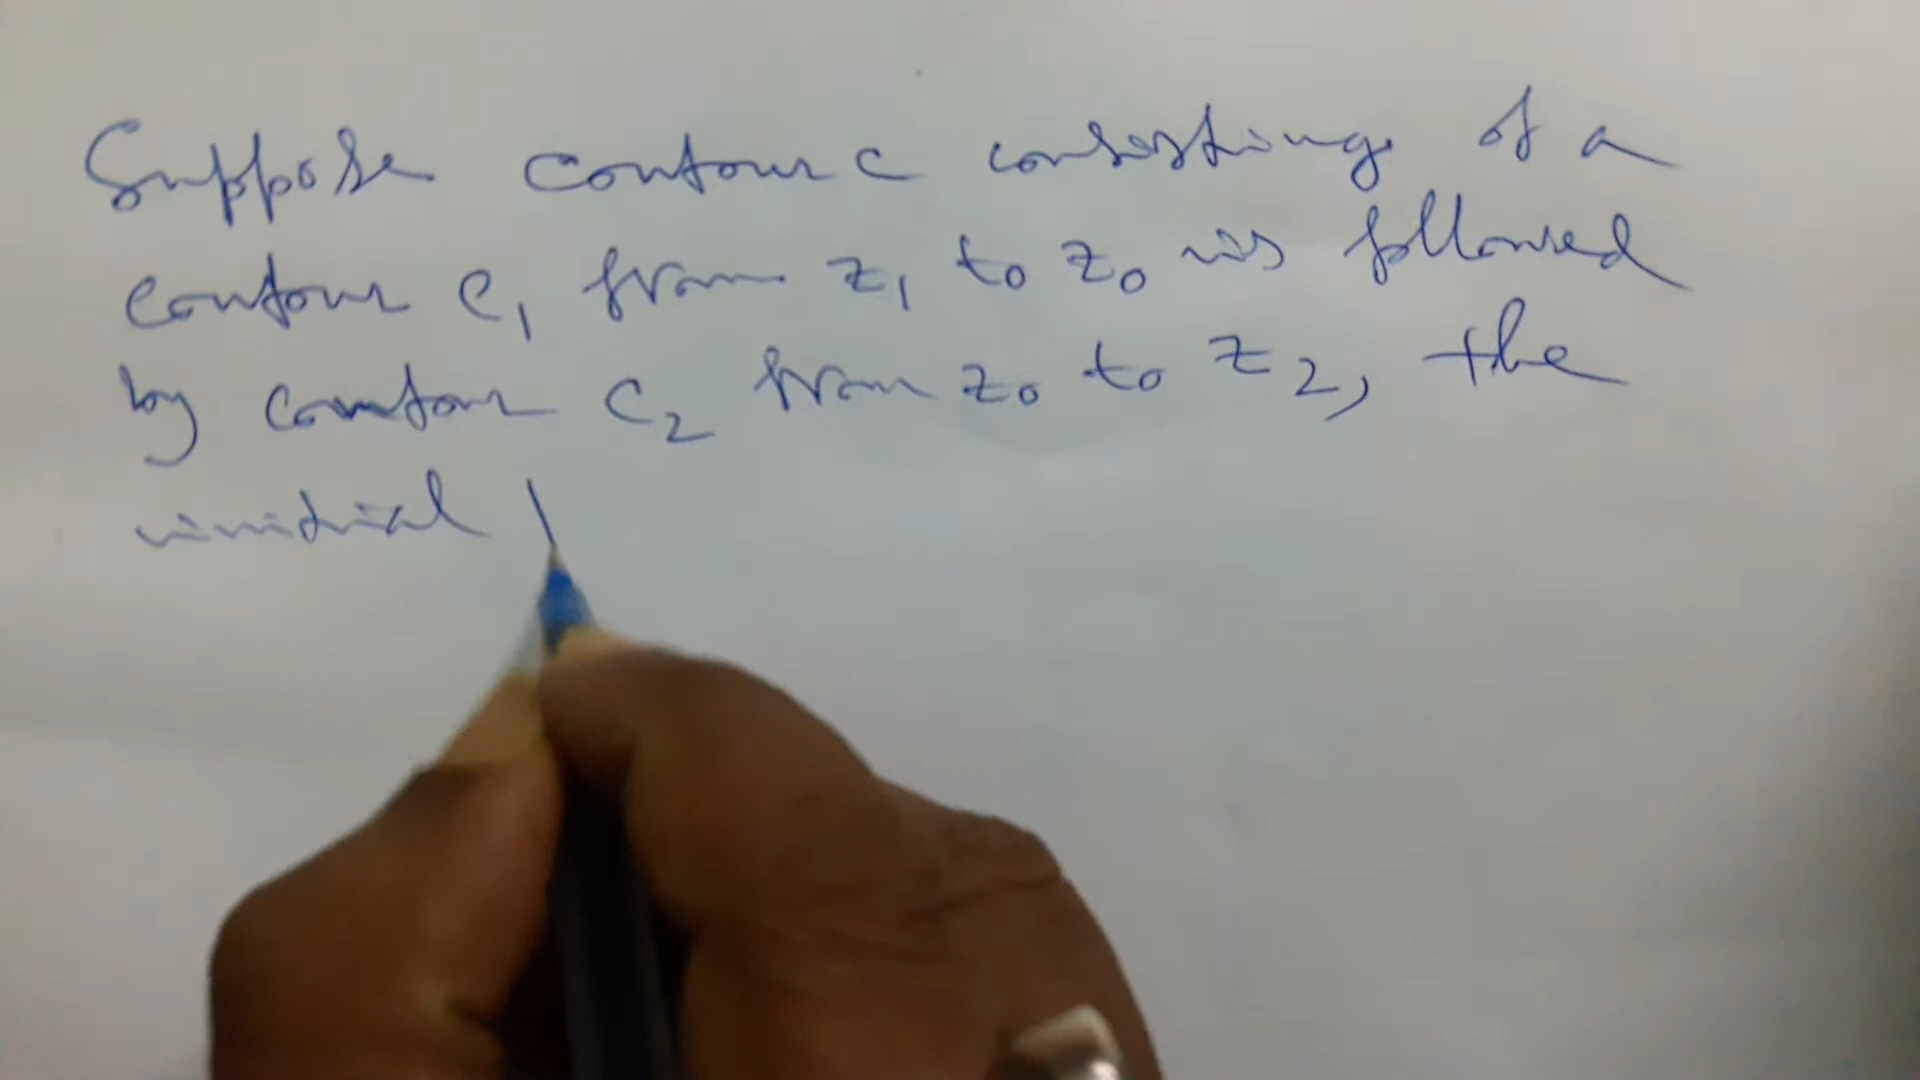 Suppose contour c consisting of a
contour c₁ from z₁ to z₀ is followed
by contour c₂ from z₀ to z₂, the
initial